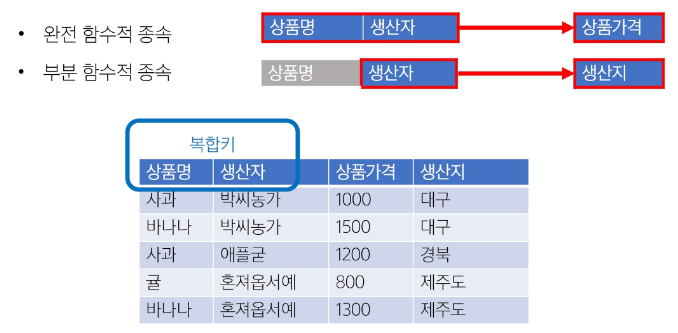 • 완전 함수적 종속 상품명 생산자 상품가격
• 부분 함수적 종속 상품명 생산자 생산지
복합키
상품명 생산자 상품가격 생산지
사과 박씨농가 1000 대구
바나나 박씨농가 1500 대구
사과 애플굳 1200 경북
귤 혼저옵서예 800 제주도
바나나 혼저옵서예 1300 제주도